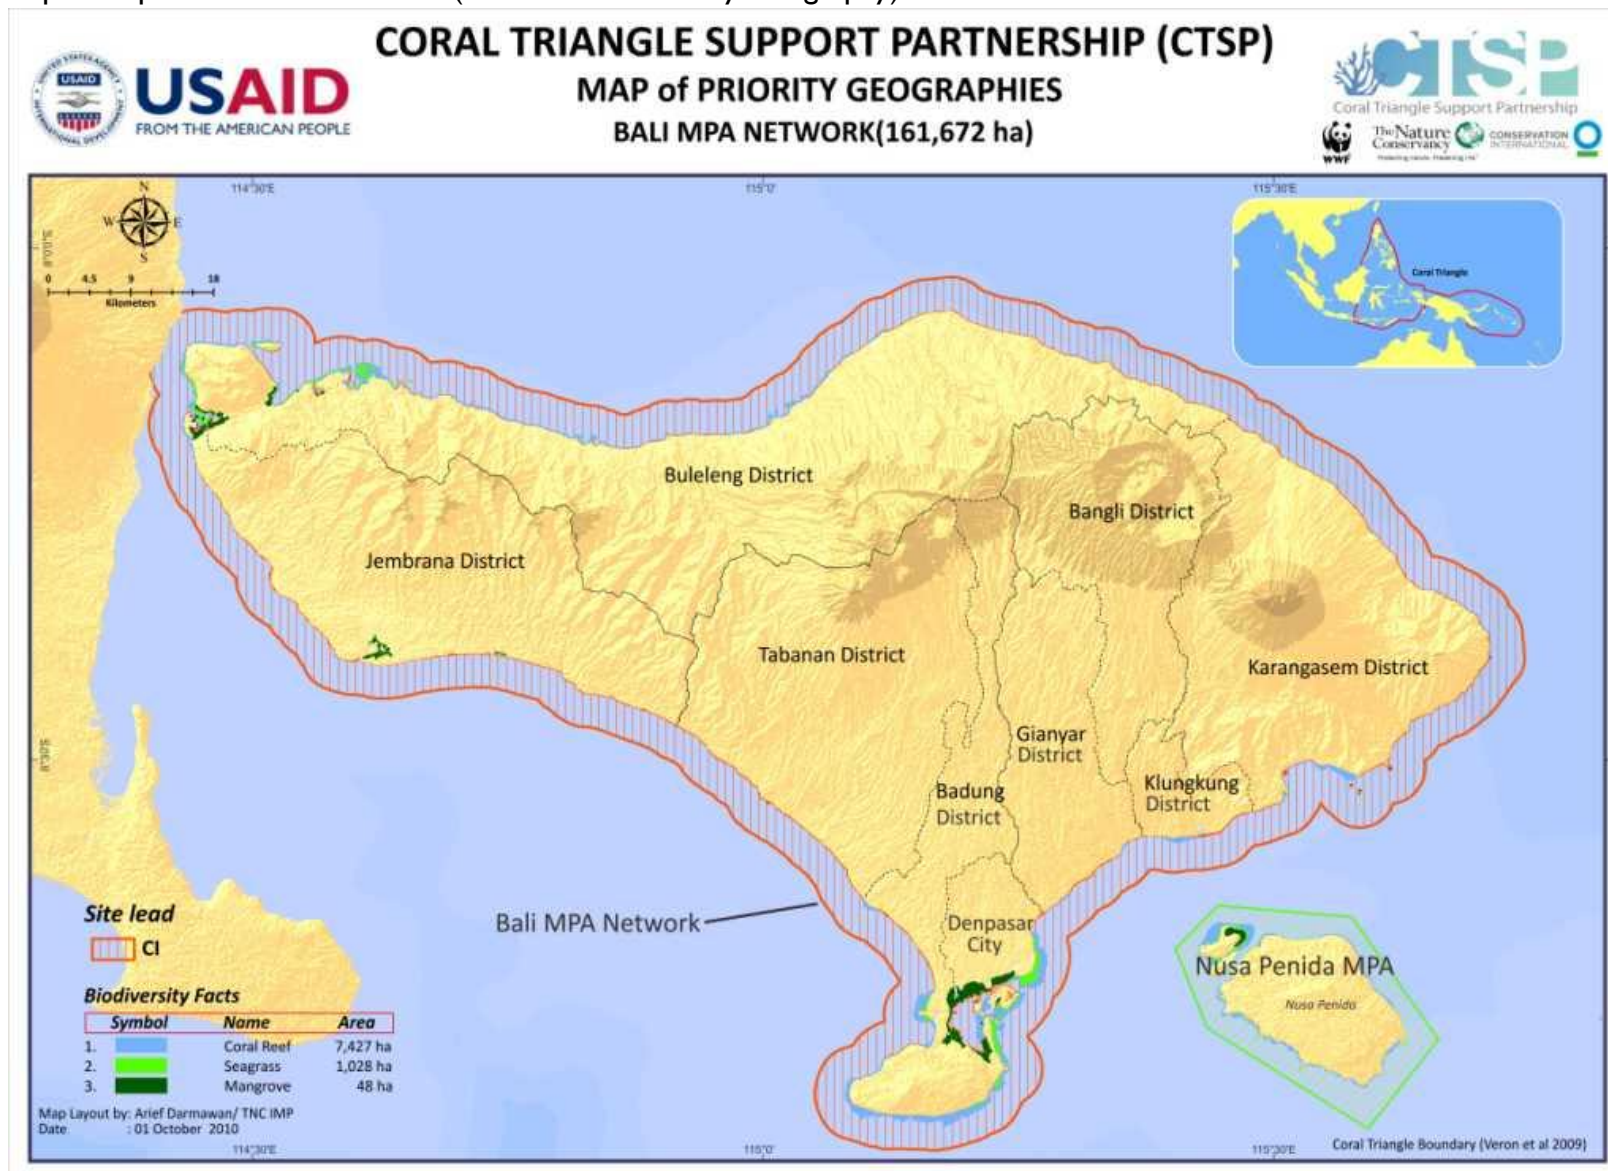 CORAL TRIANGLE SUPPORT PARTNERSHIP (CTSP)
MAP of PRIORITY GEOGRAPHIES
BALI MPA NETWORK(161,672 ha)
USAID
USAID
FROM THE AMERICAN PEOPLE
CTSP
Coral Triangle Support Partnership
WWF
The Nature Conservancy
CONSERVATION INTERNATIONAL
114°30'E
115°0'
115°30'E
N
W
E
S
0 4.5 9 18
Kilometers
Coral Triangle
Buleleng District
Bangli District
Jembrana District
Tabanan District
Karangasem District
Gianyar
District
Klungkung
District
Badung
District
Bali MPA Network
Denpasar
City
Nusa Penida MPA
Nusa Penida
Site lead
CI
Biodiversity Facts
Symbol Name Area
1. Coral Reef 7,427 ha
2. Seagrass 1,028 ha
3. Mangrove 48 ha
Map Layout by: Arief Darmawan/ TNC IMP
Date : 01 October 2010
114°30'E
115°0'
115°30'E
Coral Triangle Boundary (Veron et al 2009)